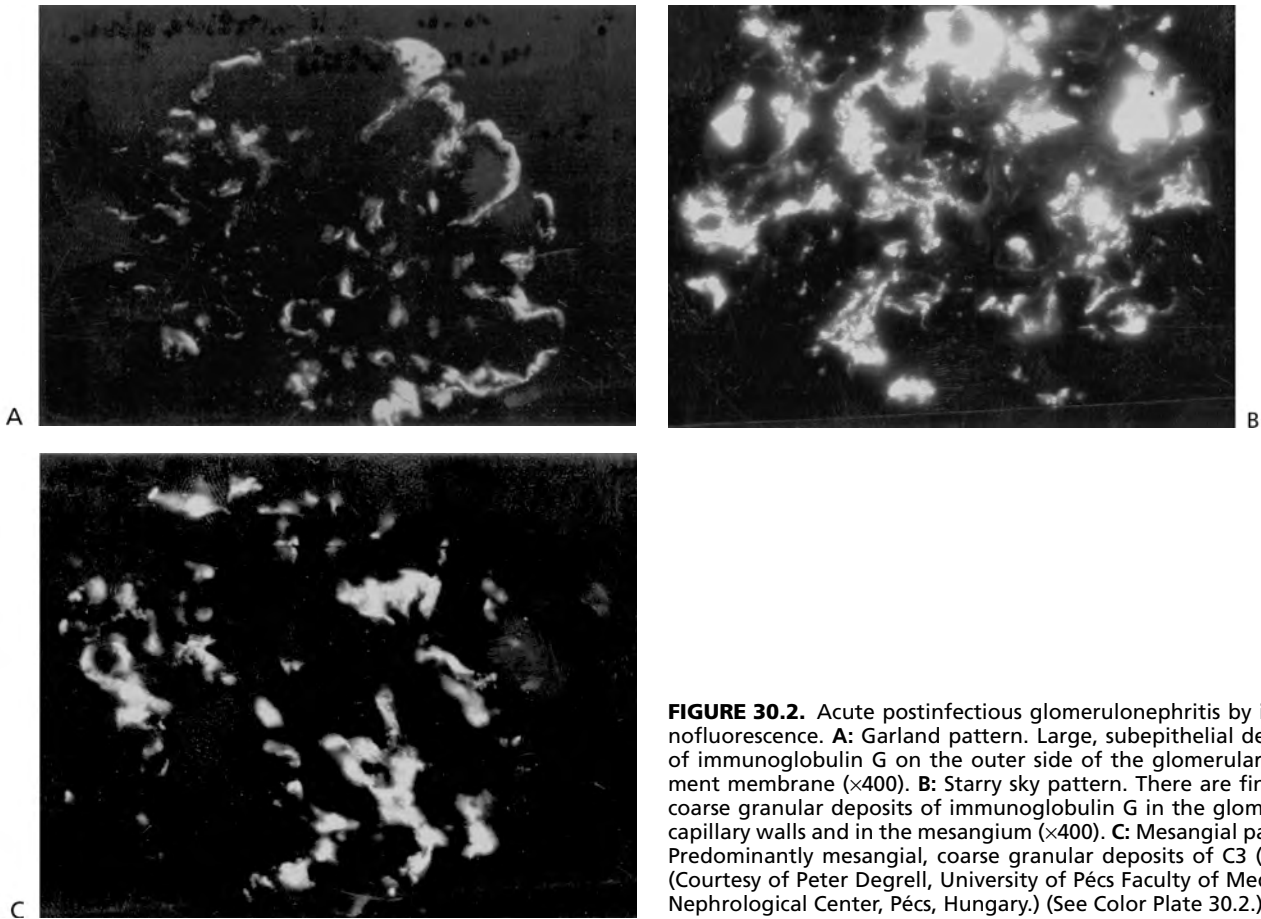 A
B
C
FIGURE 30.2. Acute postinfectious glomerulonephritis by i
nofluorescence. A: Garland pattern. Large, subepithelial de
of immunoglobulin G on the outer side of the glomerular
ment membrane (×400). B: Starry sky pattern. There are fin
coarse granular deposits of immunoglobulin G in the glom
capillary walls and in the mesangium (×400). C: Mesangial pa
Predominantly mesangial, coarse granular deposits of C3 (
(Courtesy of Peter Degrell, University of Pécs Faculty of Med
Nephrological Center, Pécs, Hungary.) (See Color Plate 30.2.)